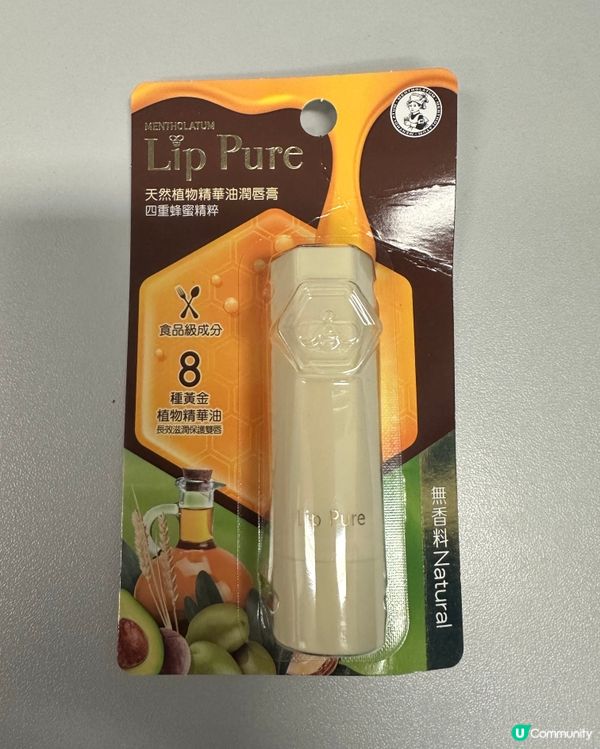 MENTHOLATUM
Lip Pure
天然植物精華油潤唇膏
四重蜂蜜精粹
食品級成分
8
種黃金
植物精華油
長效滋潤保護雙唇
Lip Pure
無香料Natural
U Community